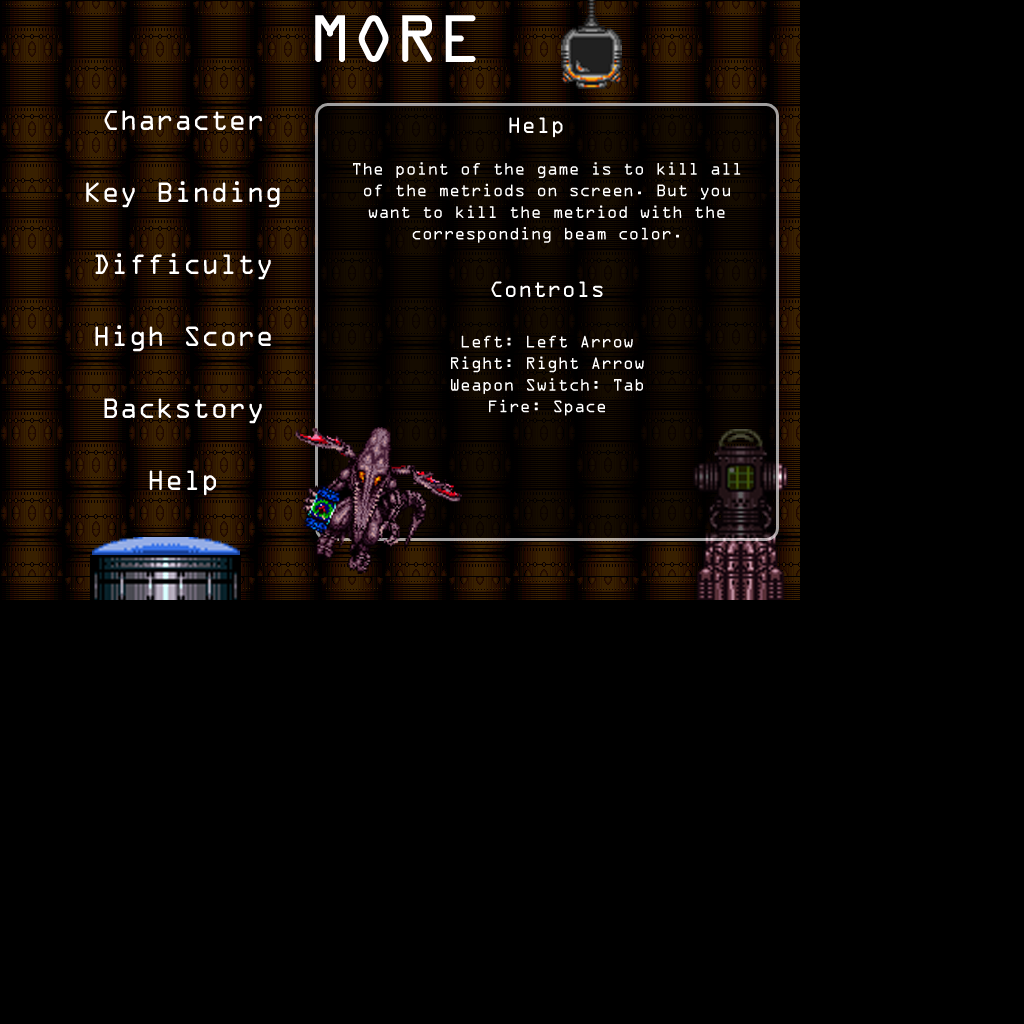 MORE
Character
Key Binding
Difficulty
High Score
Backstory
Help
Help
The point of the game is to kill all
of the metriods on screen. But you
want to kill the metriod with the
corresponding beam color.
Controls
Left: Left Arrow
Right: Right Arrow
Weapon Switch: Tab
Fire: Space